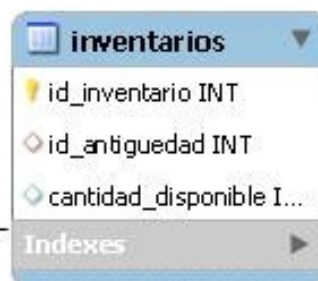 inventarios
id_inventario INT
id_antiguedad INT
cantidad_disponible I...
Indexes